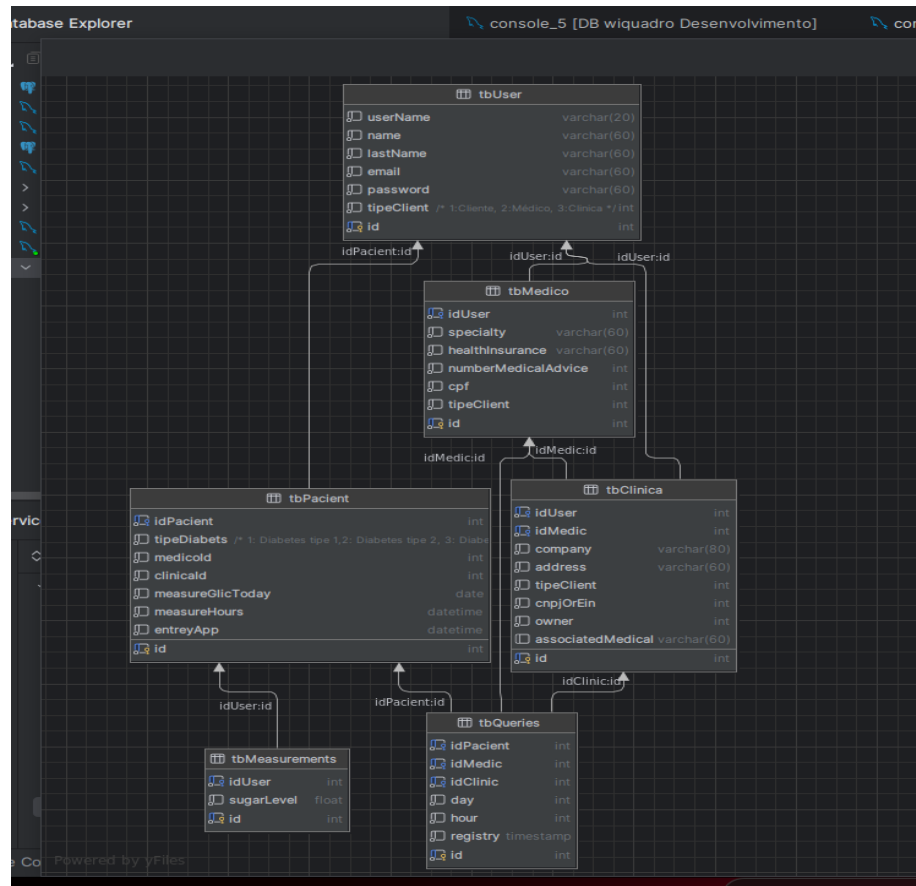 tabase Explorer
console_5 [DB wiquadro Desenvolvimento]
cor
tbUser
userName varchar(20)
name varchar(60)
lastName varchar(60)
email varchar(60)
password varchar(60)
tipeClient /* 1:Cliente, 2:Médico, 3:Clínica */ int
id int
idPacient:id
idUser:id
idUser:id
tbMedico
idUser int
specialty varchar(60)
healthInsurance varchar(60)
numberMedicalAdvice int
cpf int
tipeClient int
id int
idMedic:id
idMedic:id
tbPacient
idPacient int
tipeDiabets /* 1: Diabetes tipe 1,2: Diabetes tipe 2, 3: Diabe
medicoId int
clinicaId int
measureGlicToday date
measureHours datetime
entreyApp datetime
id int
tbClinica
idUser int
idMedic int
company varchar(80)
address varchar(60)
tipeClient int
cnpjOrEin int
owner int
associatedMedical varchar(60)
id int
ervic
idUser:id
idPacient:id
idClinic:id
tbMeasurements
idUser int
sugarLevel float
id int
tbQueries
idPacient int
idMedic int
idClinic int
day int
hour int
registry timestamp
id int
e Co
Powered by yFiles